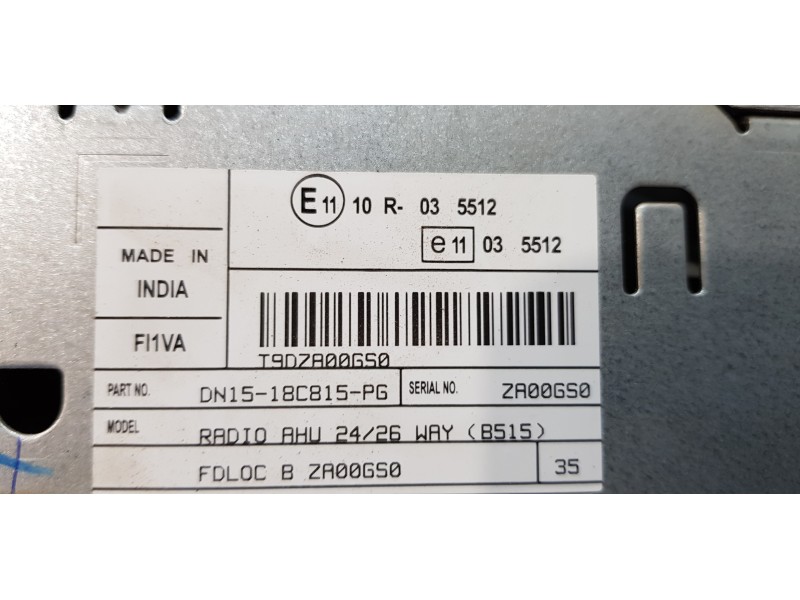 E 11 10 R- 03 5512
e 11 03 5512
MADE IN
INDIA
FI1VA
T9DZA00GS0
PART NO. DN15-18C815-PG SERIAL NO. ZA00GS0
MODEL RADIO AHU 24/26 WAY (B515)
FDLOC B ZA00GS0 35